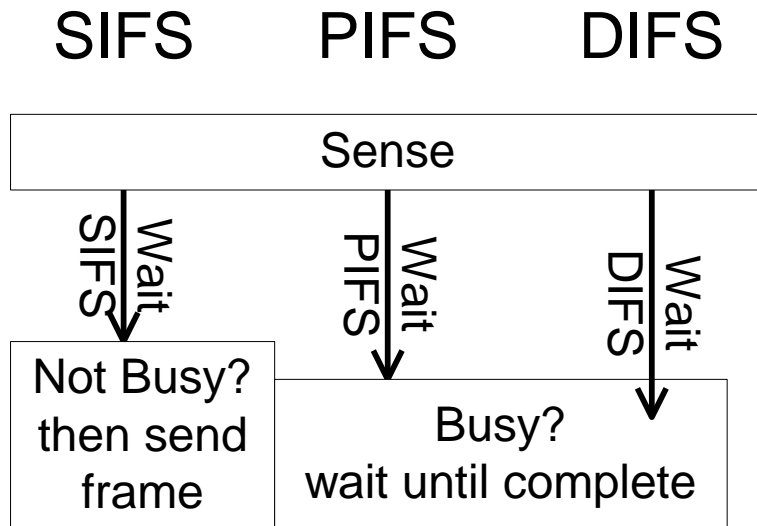 SIFS PIFS DIFS
Sense
Wait
SIFS
Wait
PIFS
Wait
DIFS
Not Busy?
then send
frame
Busy?
wait until complete